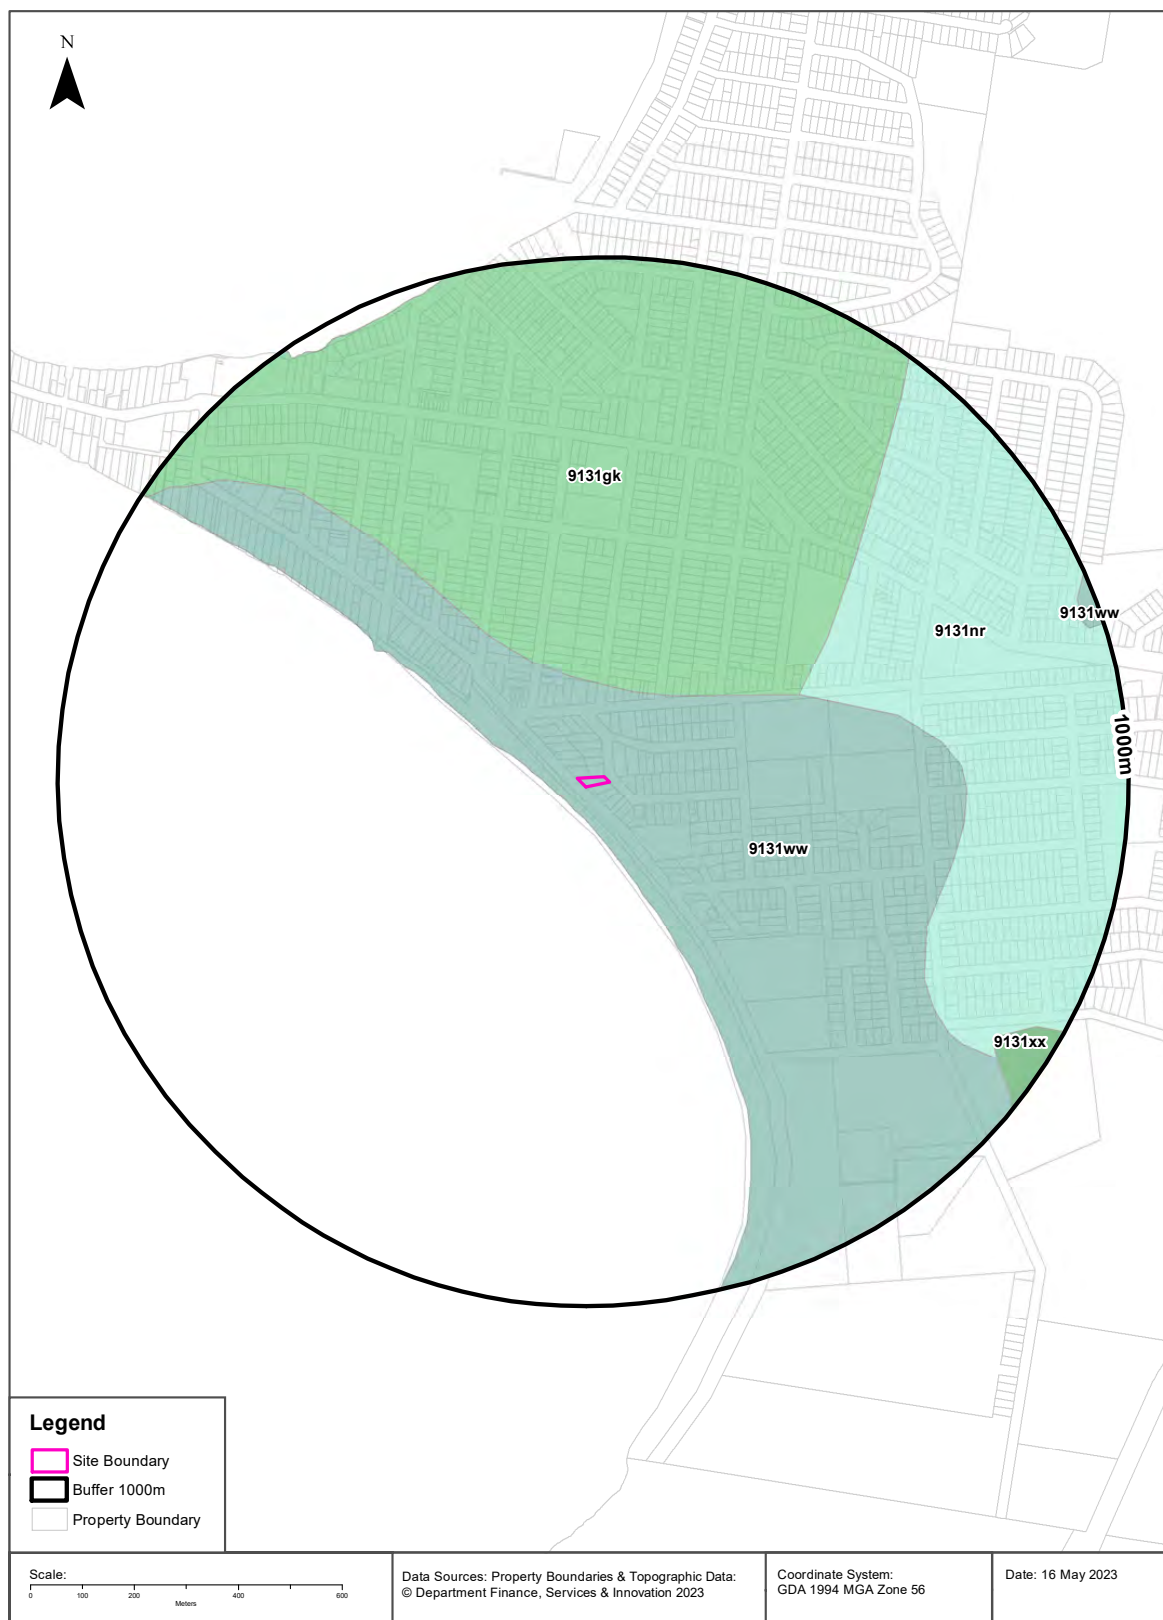 N
9131gk
9131ww
9131nr
1000m
9131ww
9131xx
Legend
Site Boundary
Buffer 1000m
Property Boundary
Scale:
0 100 200 400 600
Meters
Data Sources: Property Boundaries & Topographic Data:
© Department Finance, Services & Innovation 2023
Coordinate System:
GDA 1994 MGA Zone 56
Date: 16 May 2023